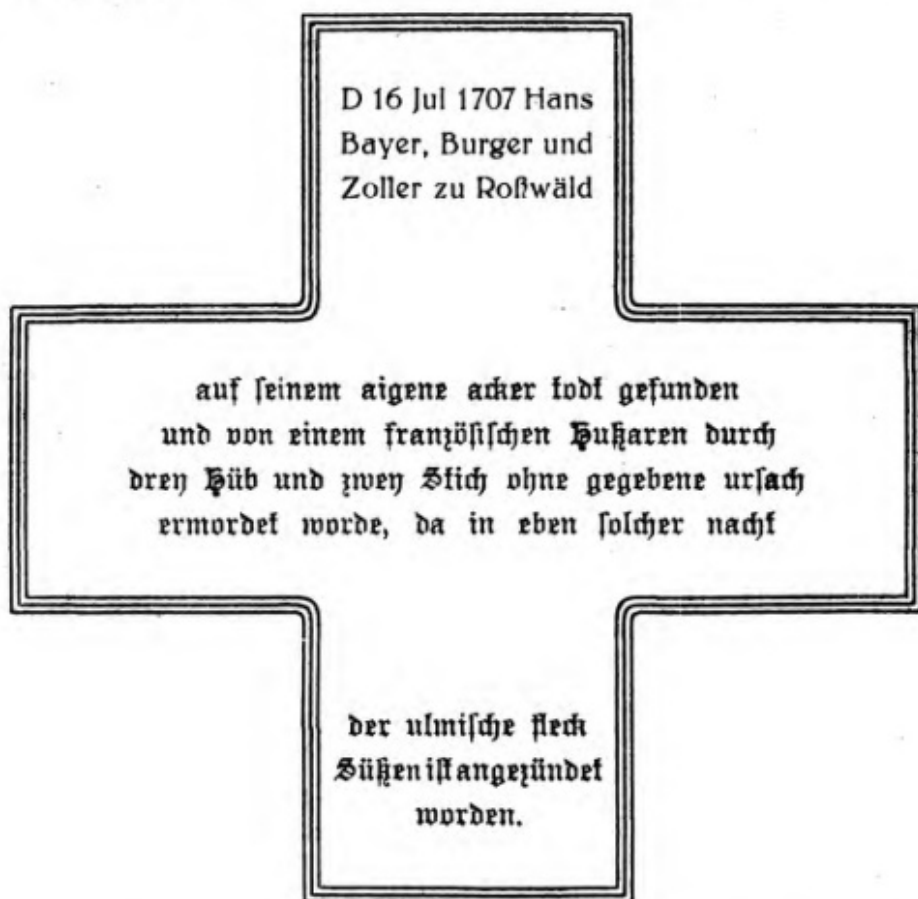 D 16 Jul 1707 Hans
Bayer, Burger und
Zoller zu Roßwäld
auf ſeinem aigene acker todt gefunden
und von einem franzöſiſchen Hußaren durch
drey Hüb und zwey Stich ohne gegebene urſach
ermordet worde, da in eben ſolcher nacht
der ulmiſche fleck
Süßen iſt angezündet
worden.